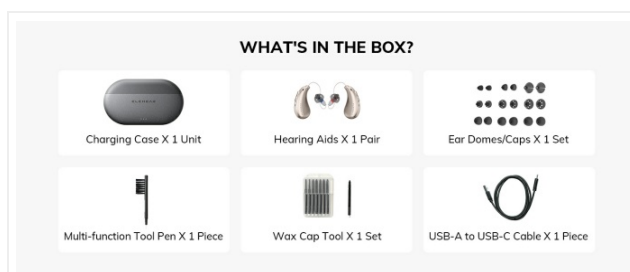 WHAT'S IN THE BOX?
Charging Case X 1 Unit
Hearing Aids X 1 Pair
Ear Domes/Caps X 1 Set
Multi-function Tool Pen X 1 Piece
Wax Cap Tool X 1 Set
USB-A to USB-C Cable X 1 Piece